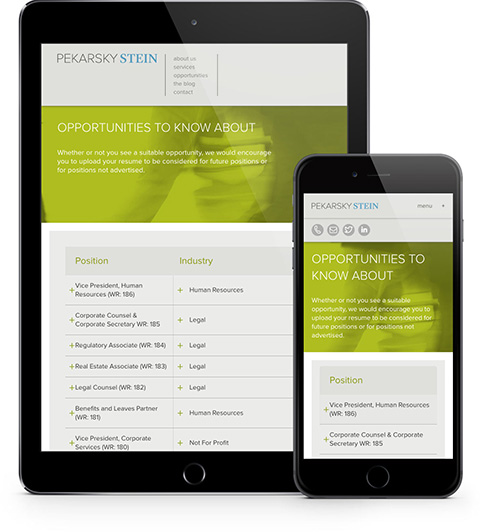 PEKARSKY STEIN
about us
services
opportunities
the blog
contact
OPPORTUNITIES TO KNOW ABOUT
Whether or not you see a suitable opportunity, we would encourage
you to upload your resume to be considered for future positions or
for positions not advertised.
Position Industry
+Vice President, Human
Resources (WR: 186)
+ Human Resources
+Corporate Counsel &
Corporate Secretary WR: 185
+ Legal
+Regulatory Associate (WR: 184) + Legal
+Real Estate Associate (WR: 183) + Legal
+Legal Counsel (WR: 182) + Legal
+Benefits and Leaves Partner
(WR: 181)
+ Human Resources
+Vice President, Corporate
Services (WR: 180)
+ Not For Profit
PEKARSKY STEIN menu +
in
OPPORTUNITIES TO
KNOW ABOUT
Whether or not you see a suitable
opportunity, we would encourage you to
upload your resume to be considered for
future positions or for positions not
advertised.
Position
+Vice President, Human Resources
(WR: 186)
+Corporate Counsel & Corporate
Secretary WR: 185